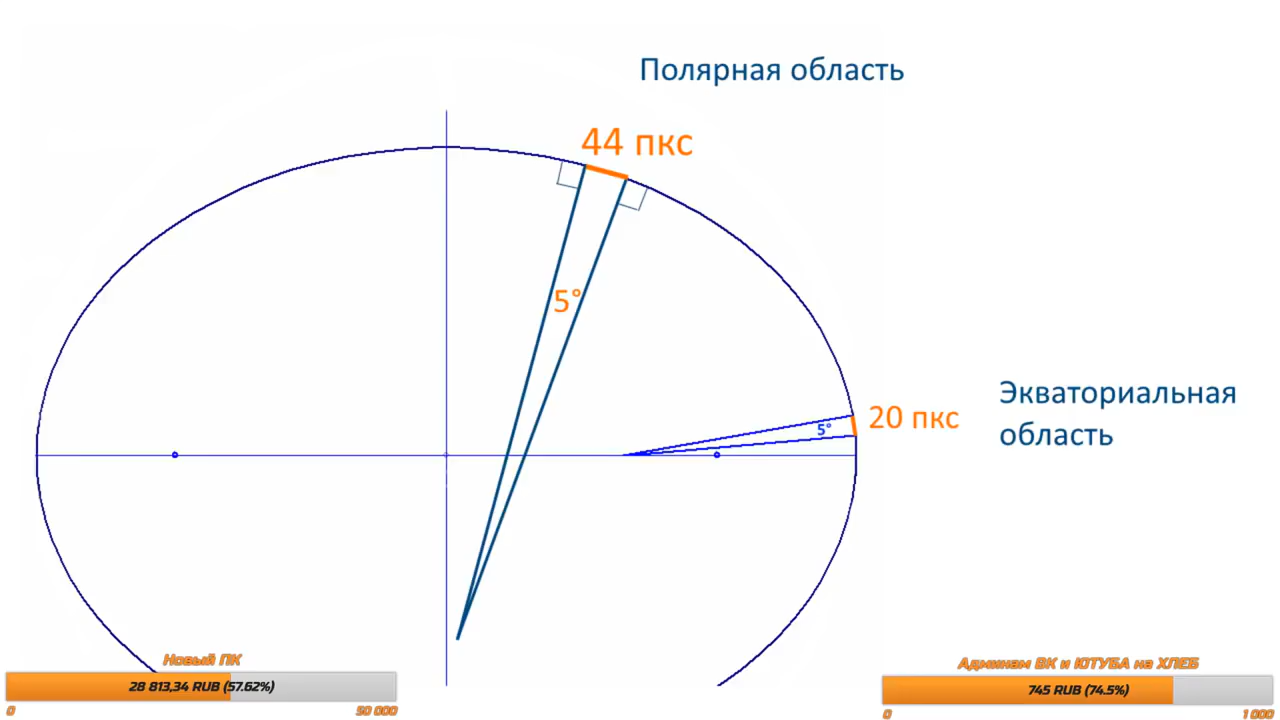 Полярная область
44 пкс
5°
Экваториальная
область
20 пкс
5°
Новый ПК
28 813,34 RUB (57.62%)
0
50 000
Админам ВК и ЮТУБА на ХЛЕБ
745 RUB (74.5%)
0
1 000